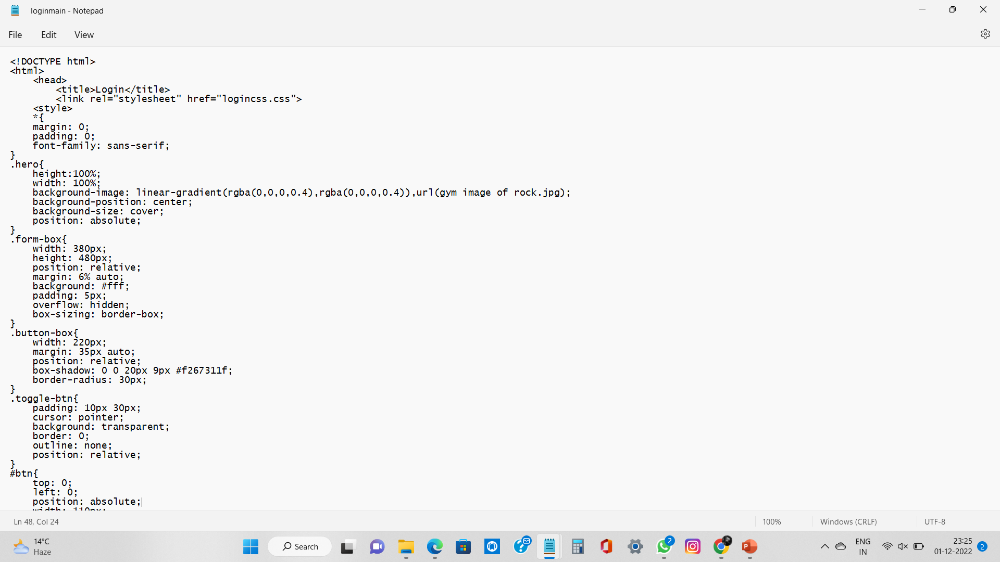 loginmain - Notepad
File Edit View
<!DOCTYPE html>
<html>
    <head>
        <title>Login</title>
        <link rel="stylesheet" href="logincss.css">
    <style>
    *{
    margin: 0;
    padding: 0;
    font-family: sans-serif;
}
.hero{
    height:100%;
    width: 100%;
    background-image: linear-gradient(rgba(0,0,0,0.4),rgba(0,0,0,0.4)),url(gym image of rock.jpg);
    background-position: center;
    background-size: cover;
    position: absolute;
}
.form-box{
    width: 380px;
    height: 480px;
    position: relative;
    margin: 6% auto;
    background: #fff;
    padding: 5px;
    overflow: hidden;
    box-sizing: border-box;
}
.button-box{
    width: 220px;
    margin: 35px auto;
    position: relative;
    box-shadow: 0 0 20px 9px #f267311f;
    border-radius: 30px;
}
.toggle-btn{
    padding: 10px 30px;
    cursor: pointer;
    background: transparent;
    border: 0;
    outline: none;
    position: relative;
}
#btn{
    top: 0;
    left: 0;
    position: absolute;
    width: 110px;
Ln 48, Col 24
100%
Windows (CRLF)
UTF-8
14°C
Haze
Search
2
P
ENG
IN
23:25
01-12-2022
2